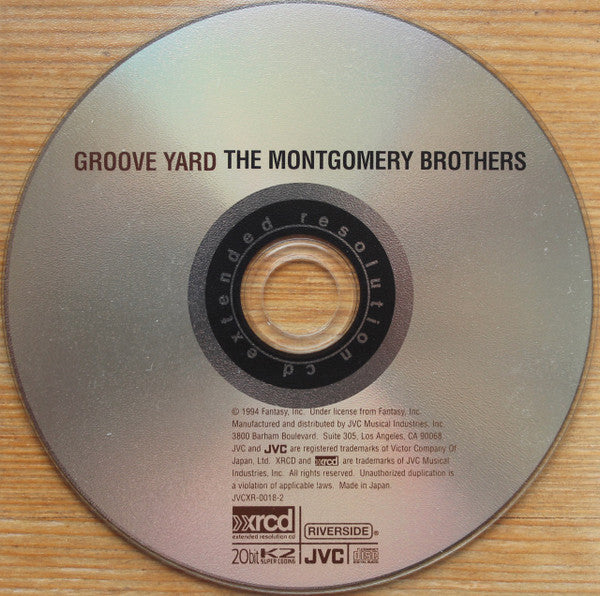 GROOVE YARD THE MONTGOMERY BROTHERS
extended resolution cd
© 1994 Fantasy, Inc. Under license from Fantasy, Inc.
Manufactured and distributed by JVC Musical Industries, Inc.
3800 Barham Boulevard. Suite 305, Los Angeles, CA 90068.
JVC and JVC are registered trademarks of Victor Company Of
Japan, Ltd. XRCD and xrcd are trademarks of JVC Musical
Industries, Inc. All rights reserved. Unauthorized duplication is
a violation of applicable laws. Made in Japan.
JVCXR-0018-2
xrcd
extended resolution cd
RIVERSIDE®
20bit K2
SUPER CODING
JVC
COMPACT
disc
DIGITAL AUDIO